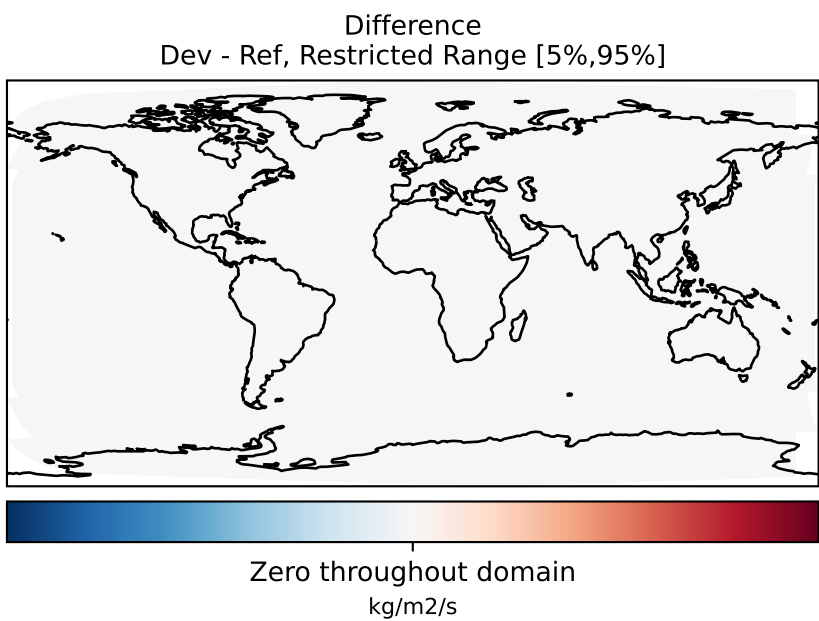 Difference
Dev - Ref, Restricted Range [5%,95%]
Zero throughout domain
kg/m2/s